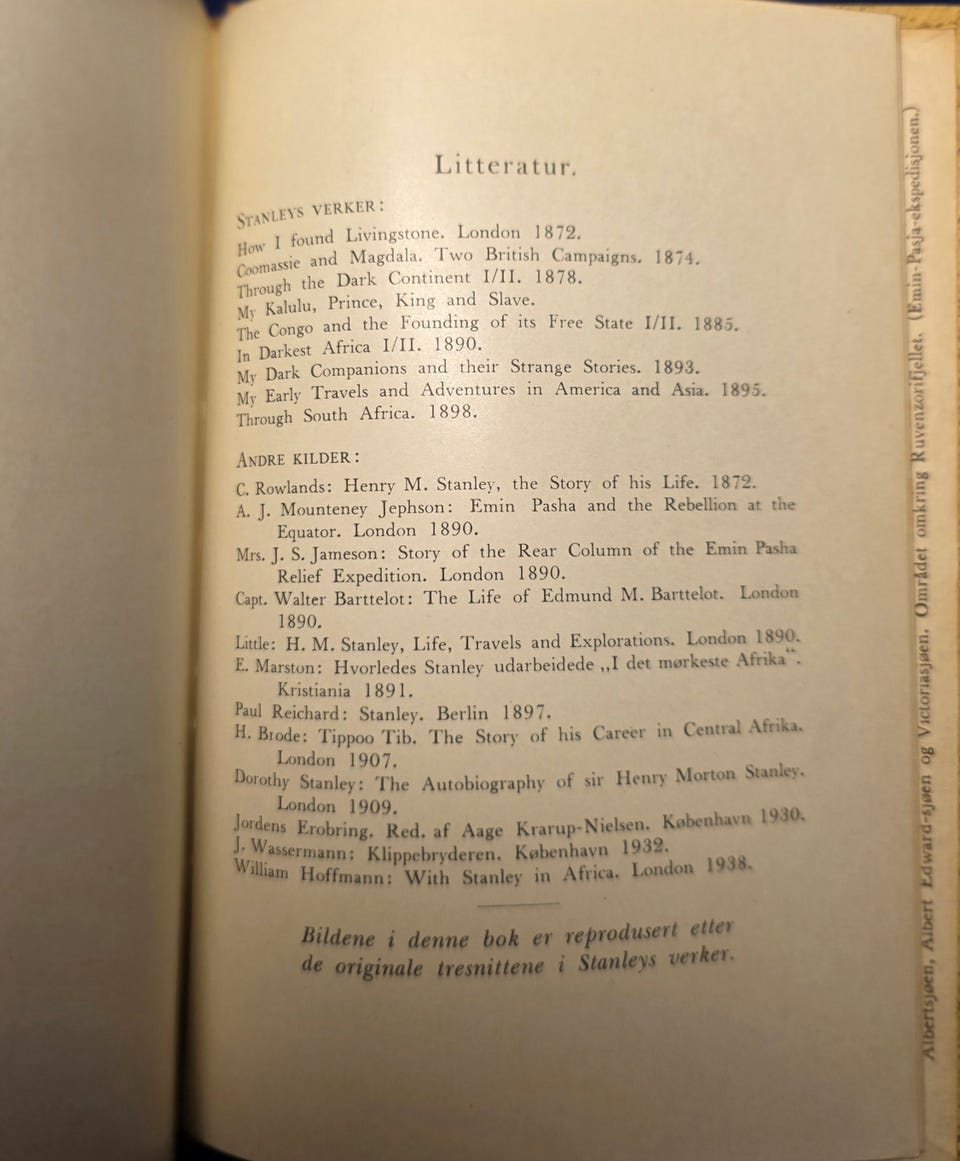 Litteratur.
STANLEYS VERKER:
How I found Livingstone. London 1872.
Coomassie and Magdala. Two British Campaigns. 1874.
Through the Dark Continent I/II. 1878.
My Kalulu, Prince, King and Slave.
The Congo and the Founding of its Free State I/II. 1885.
In Darkest Africa I/II. 1890.
My Dark Companions and their Strange Stories. 1893.
My Early Travels and Adventures in America and Asia. 1895.
Through South Africa. 1898.
ANDRE KILDER:
C. Rowlands: Henry M. Stanley, the Story of his Life. 1872.
A. J. Mounteney Jephson: Emin Pasha and the Rebellion at the
Equator. London 1890.
Mrs. J. S. Jameson: Story of the Rear Column of the Emin Pasha
Relief Expedition. London 1890.
Capt. Walter Barttelot: The Life of Edmund M. Barttelot. London
1890.
Little: H. M. Stanley, Life, Travels and Explorations. London 1890.
E. Marston: Hvorledes Stanley udarbeidede „I det mørkeste Afrika“.
Kristiania 1891.
Paul Reichard: Stanley. Berlin 1897.
H. Brode: Tippoo Tib. The Story of his Career in Central Afrika.
London 1907.
Dorothy Stanley: The Autobiography of sir Henry Morton Stanley.
London 1909.
Jordens Erobring. Red. af Aage Krarup-Nielsen. København 1930.
J. Wassermann: Klippebryderen. København 1932.
William Hoffmann: With Stanley in Africa. London 1938.
Bildene i denne bok er reprodusert etter
de originale tresnittene i Stanleys verker.
Albertsjøen, Albert Edward-sjøen og Victoriasjøen. Området omkring Ruvenzorifjellet. (Emin-Pasja-ekspedisjonen.)